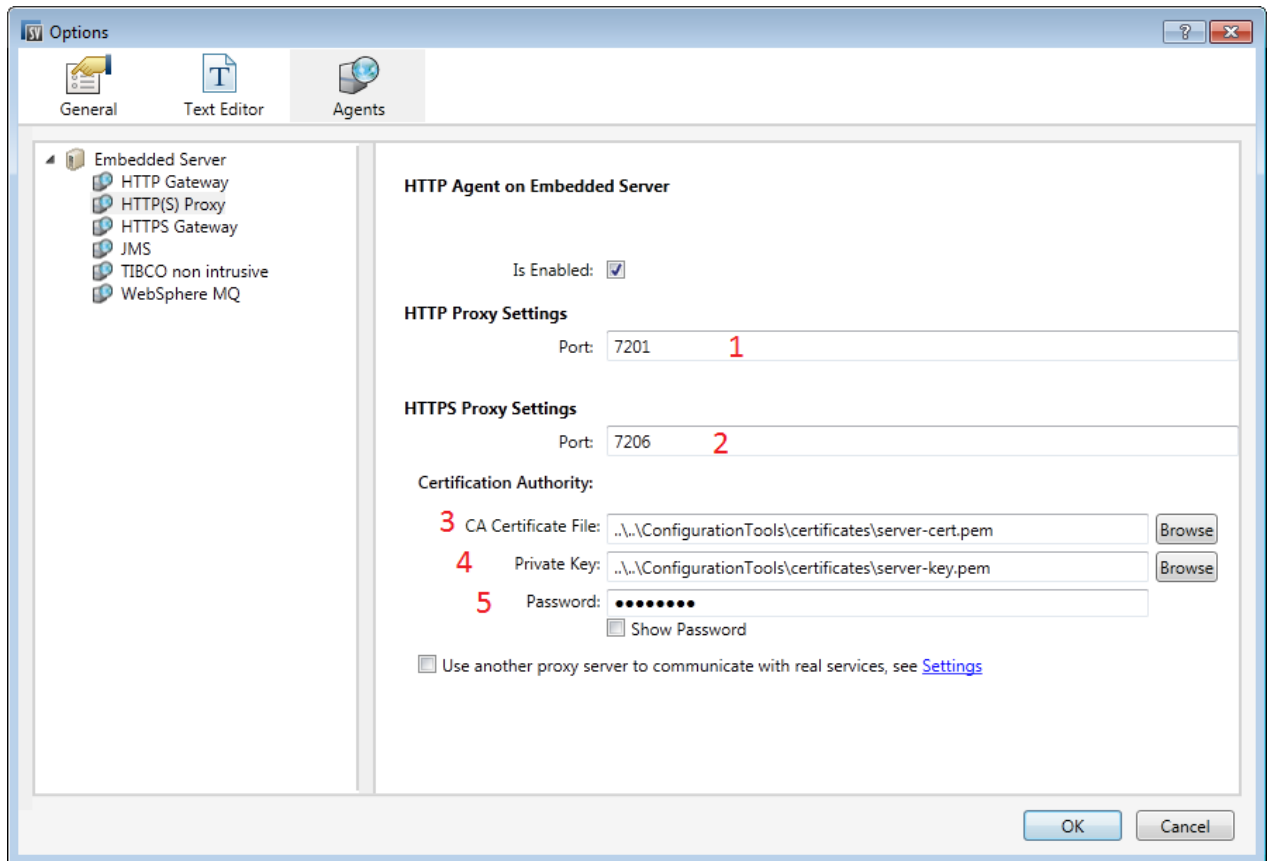 SV Options
General Text Editor Agents
Embedded Server
HTTP Gateway
HTTP(S) Proxy
HTTPS Gateway
JMS
TIBCO non intrusive
WebSphere MQ
HTTP Agent on Embedded Server
Is Enabled:
HTTP Proxy Settings
Port: 7201 1
HTTPS Proxy Settings
Port: 7206 2
Certification Authority:
3 CA Certificate File: ..\..\ConfigurationTools\certificates\server-cert.pem Browse
4 Private Key: ..\..\ConfigurationTools\certificates\server-key.pem Browse
5 Password: ●●●●●●●●
Show Password
Use another proxy server to communicate with real services, see Settings
OK Cancel